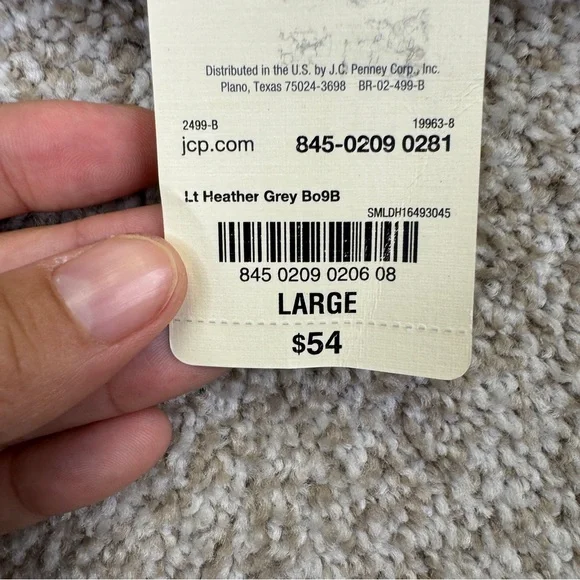 Distributed in the U.S. by J.C. Penney Corp., Inc.
Plano, Texas 75024-3698 BR-02-499-B
2499-B 19963-8
jcp.com 845-0209 0281
Lt Heather Grey Bo9B
SMLDH16493045
845 0209 0206 08
LARGE
$54